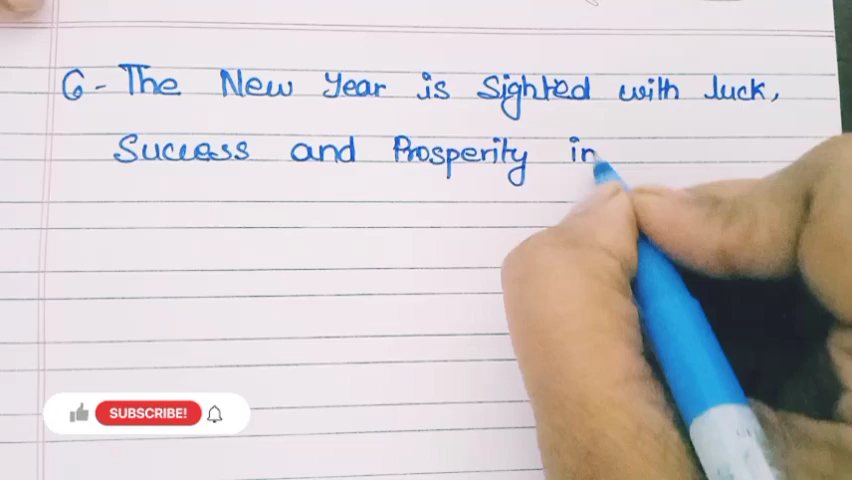 6- The New Year is Sighted with luck,
Success and Prosperity in
SUBSCRIBE!